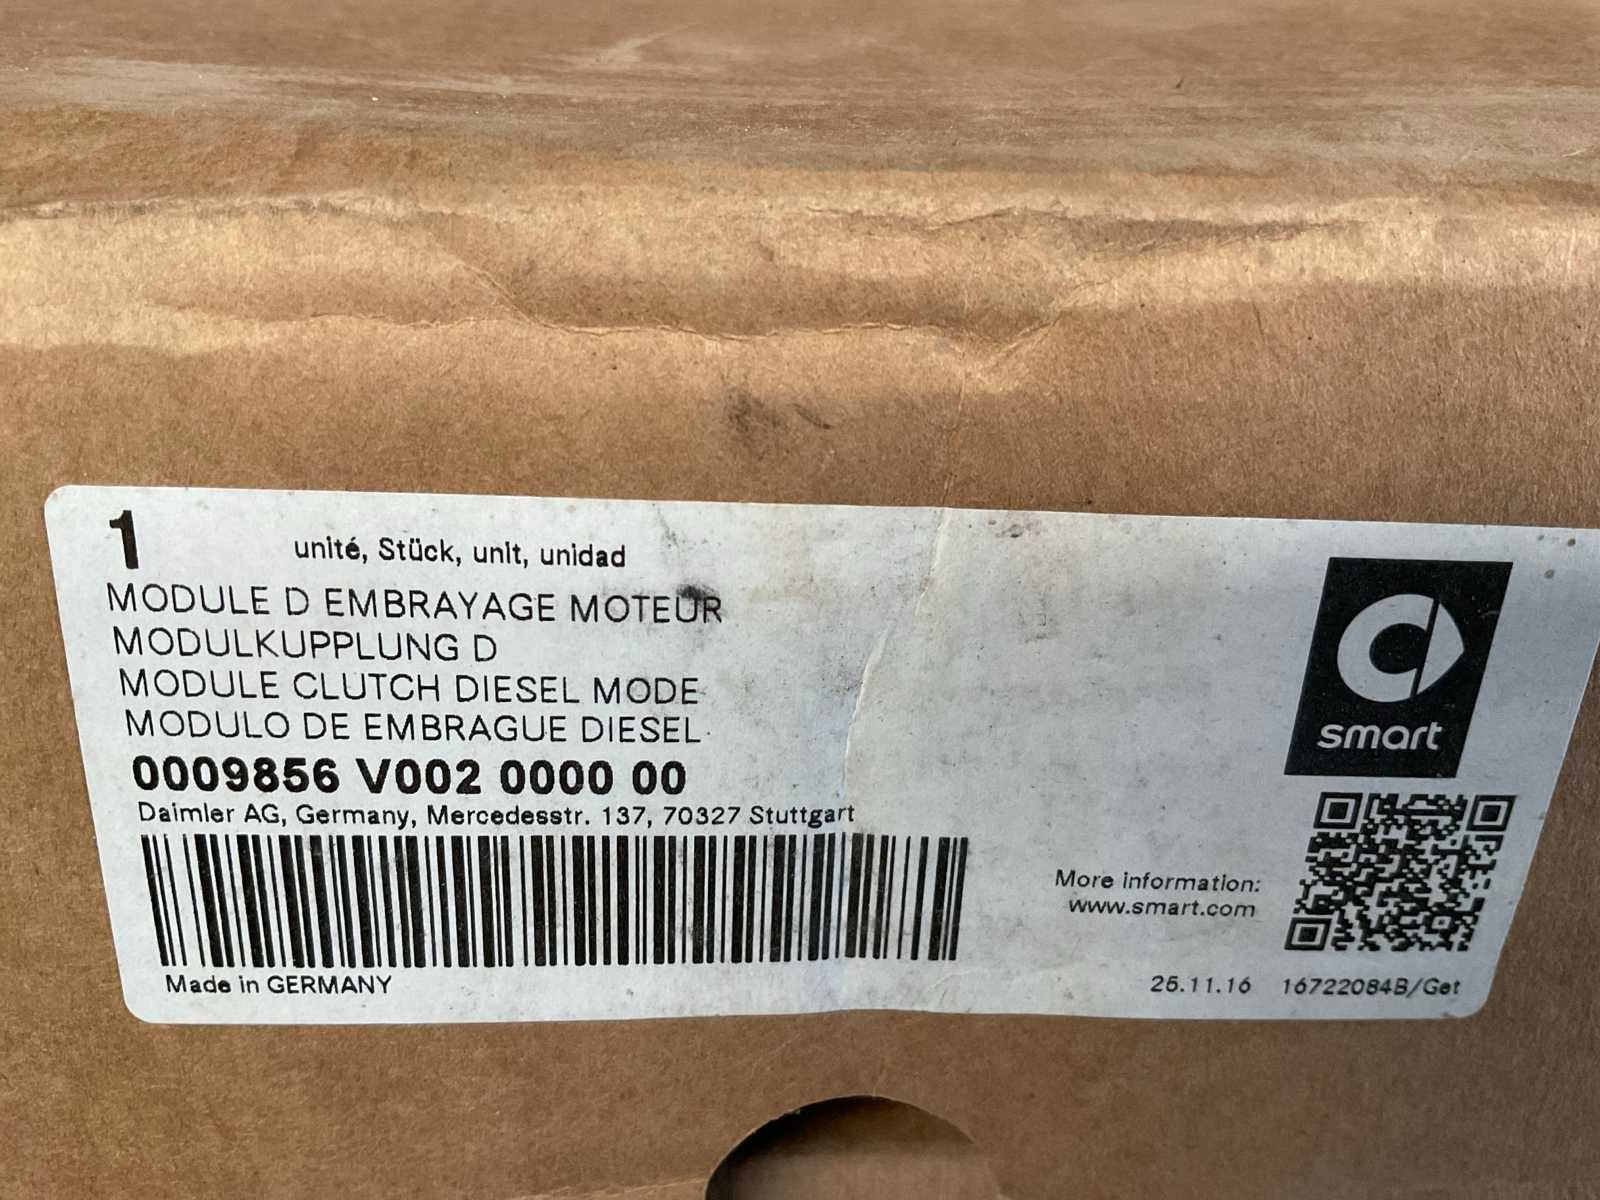 1 unité, Stück, unit, unidad
MODULE D EMBRAYAGE MOTEUR
MODULKUPPLUNG D
MODULE CLUTCH DIESEL MODE
MODULO DE EMBRAGUE DIESEL
0009856 V002 0000 00
Daimler AG, Germany, Mercedesstr. 137, 70327 Stuttgart
Made in GERMANY
smart
More information:
www.smart.com
25.11.16 16722084B/Get